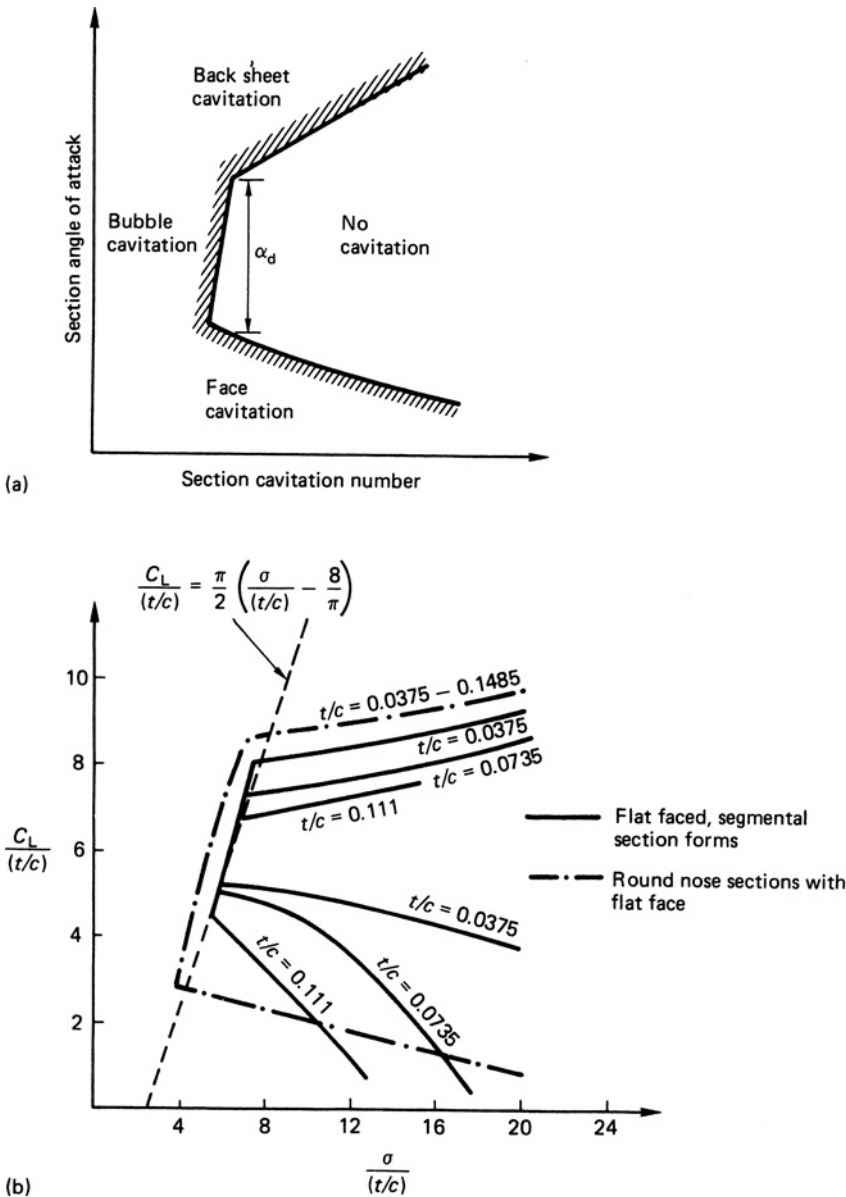 Back sheet
cavitation
Bubble
cavitation
No
cavitation
αd
Face
cavitation
Section angle of attack
Section cavitation number
(a)
C_L/(t/c) = π/2 (σ/(t/c) − 8/π)
10
8
6
4
2
C_L/(t/c)
t/c = 0.0375 − 0.1485
t/c = 0.0375
t/c = 0.0735
t/c = 0.111
t/c = 0.0375
t/c = 0.0735
t/c = 0.111
Flat faced, segmental
section forms
Round nose sections with
flat face
4 8 12 16 20 24
σ/(t/c)
(b)